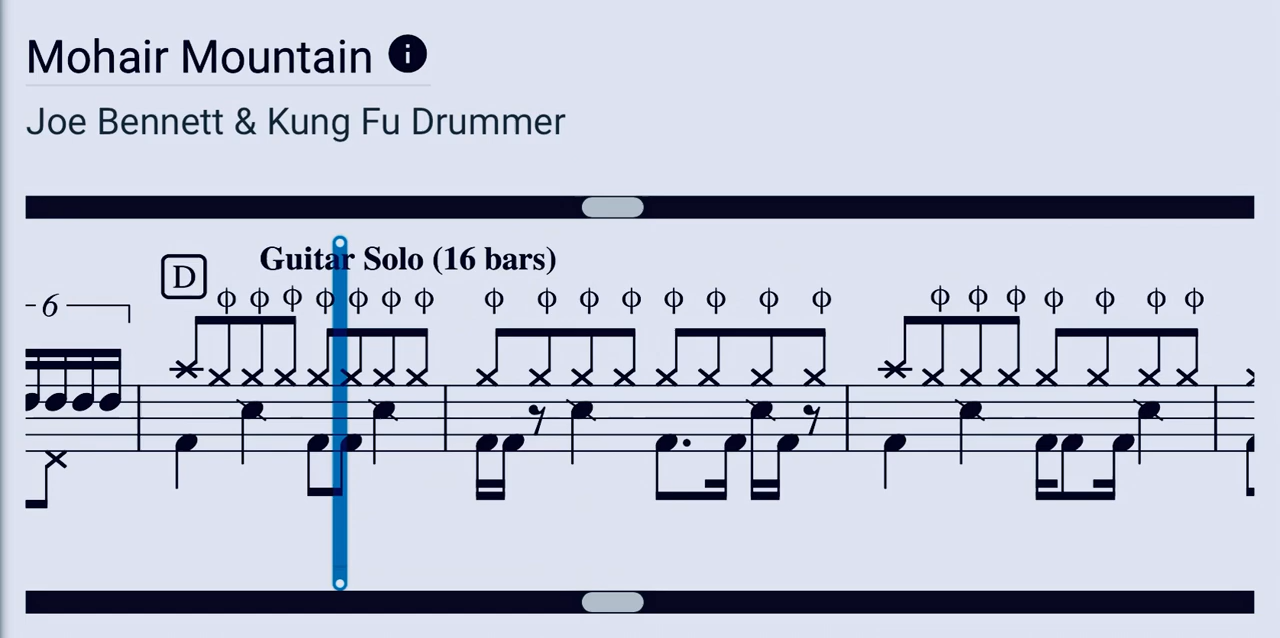 Mohair Mountain i
Joe Bennett & Kung Fu Drummer
Guitar Solo (16 bars)
D
6